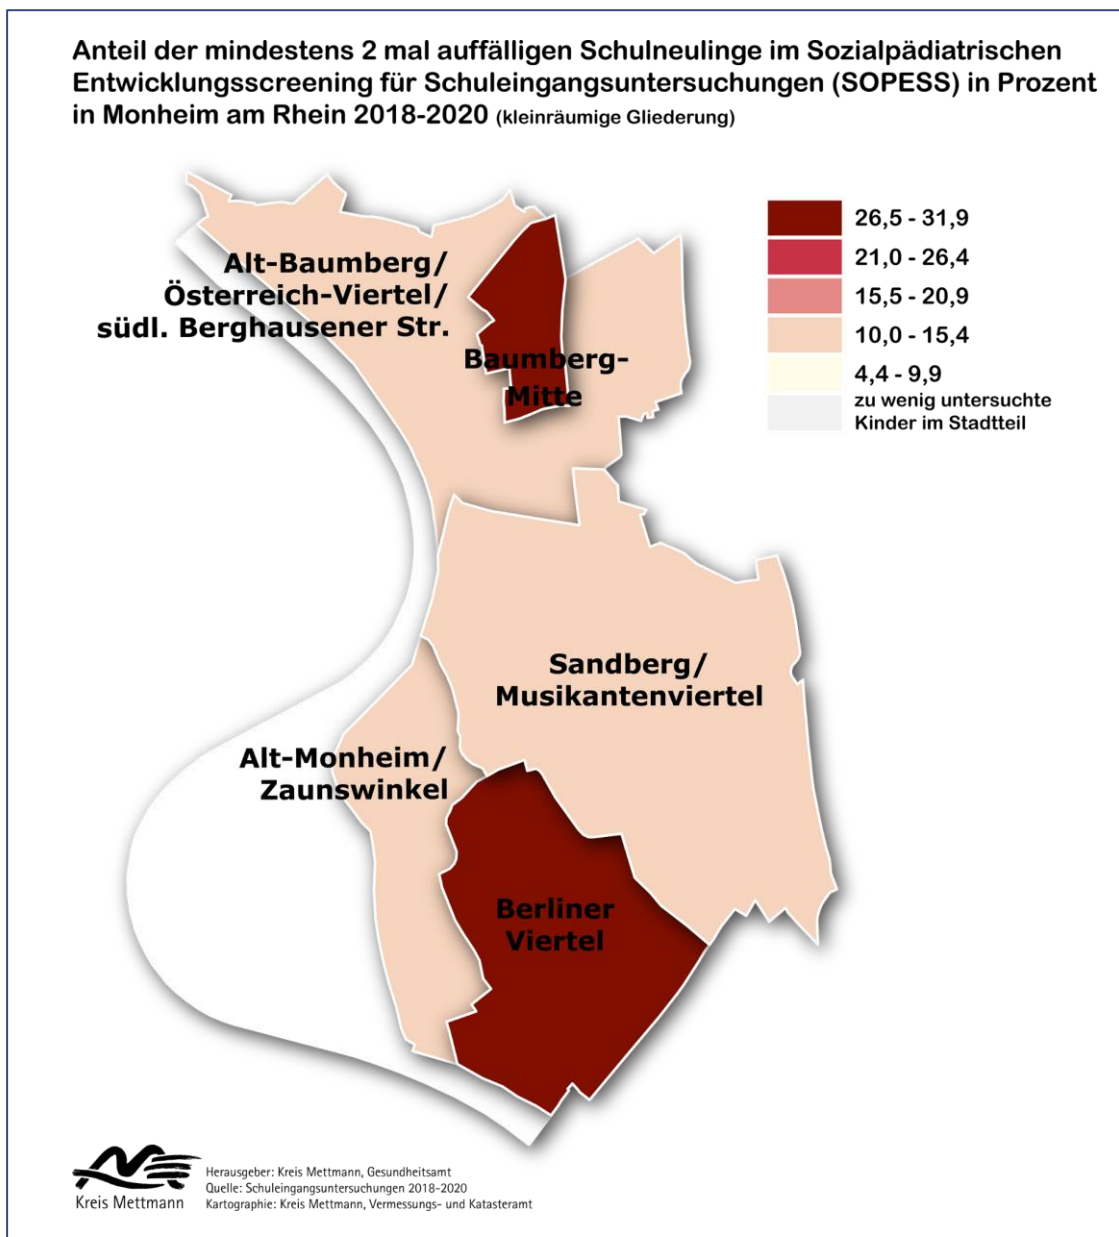 Anteil der mindestens 2 mal auffälligen Schulneulinge im Sozialpädiatrischen
Entwicklungsscreening für Schuleingangsuntersuchungen (SOPESS) in Prozent
in Monheim am Rhein 2018-2020 (kleinräumige Gliederung)
26,5 - 31,9
21,0 - 26,4
15,5 - 20,9
10,0 - 15,4
4,4 - 9,9
zu wenig untersuchte
Kinder im Stadtteil
Alt-Baumberg/
Österreich-Viertel/
südl. Berghausener Str.
Baumberg-
Mitte
Sandberg/
Musikantenviertel
Alt-Monheim/
Zaunswinkel
Berliner
Viertel
Kreis Mettmann
Herausgeber: Kreis Mettmann, Gesundheitsamt
Quelle: Schuleingangsuntersuchungen 2018-2020
Kartographie: Kreis Mettmann, Vermessungs- und Katasteramt